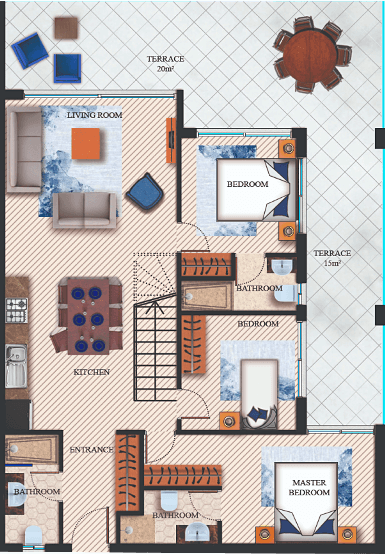 TERRACE
20m²
LIVING ROOM
BEDROOM
TERRACE
15m²
BATHROOM
BEDROOM
KITCHEN
ENTRANCE
BATHROOM
MASTER
BEDROOM
BATHROOM